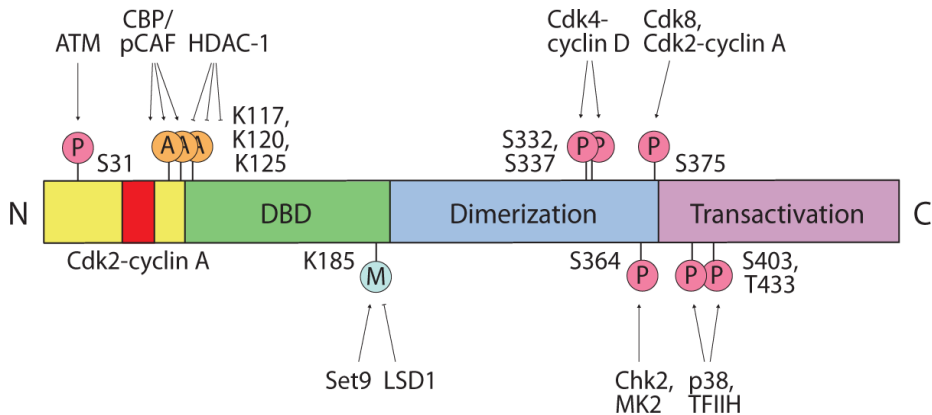 CBP/
ATM pCAF HDAC-1
Cdk4-
cyclin D
Cdk8,
Cdk2-cyclin A
P
S31
A A A
K117,
K120,
K125
S332,
S337
P P
P
S375
N
DBD
Dimerization
Transactivation
C
Cdk2-cyclin A
K185
M
S364
P
P P
S403,
T433
Set9 LSD1
Chk2,
MK2
p38,
TFIIH